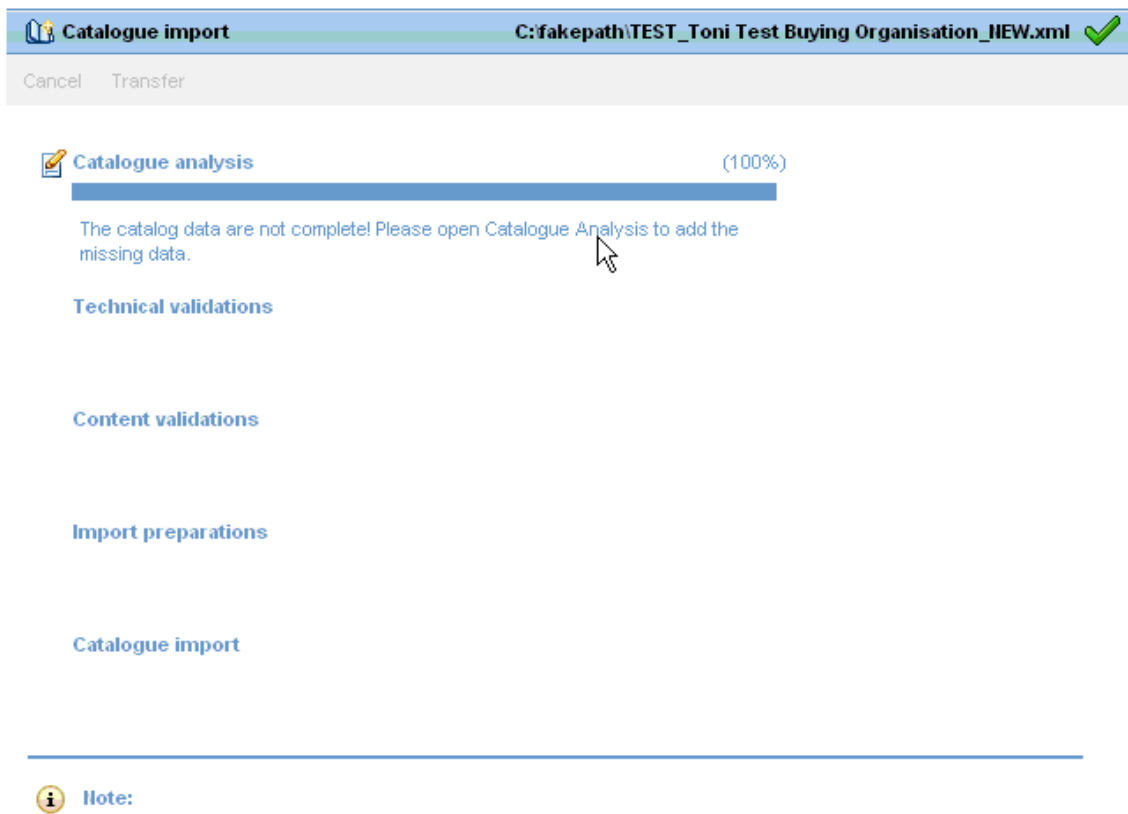 Catalogue import C:\fakepath\TEST_Toni Test Buying Organisation_NEW.xml
Cancel Transfer
Catalogue analysis (100%)
The catalog data are not complete! Please open Catalogue Analysis to add the
missing data.
Technical validations
Content validations
Import preparations
Catalogue import
Note: